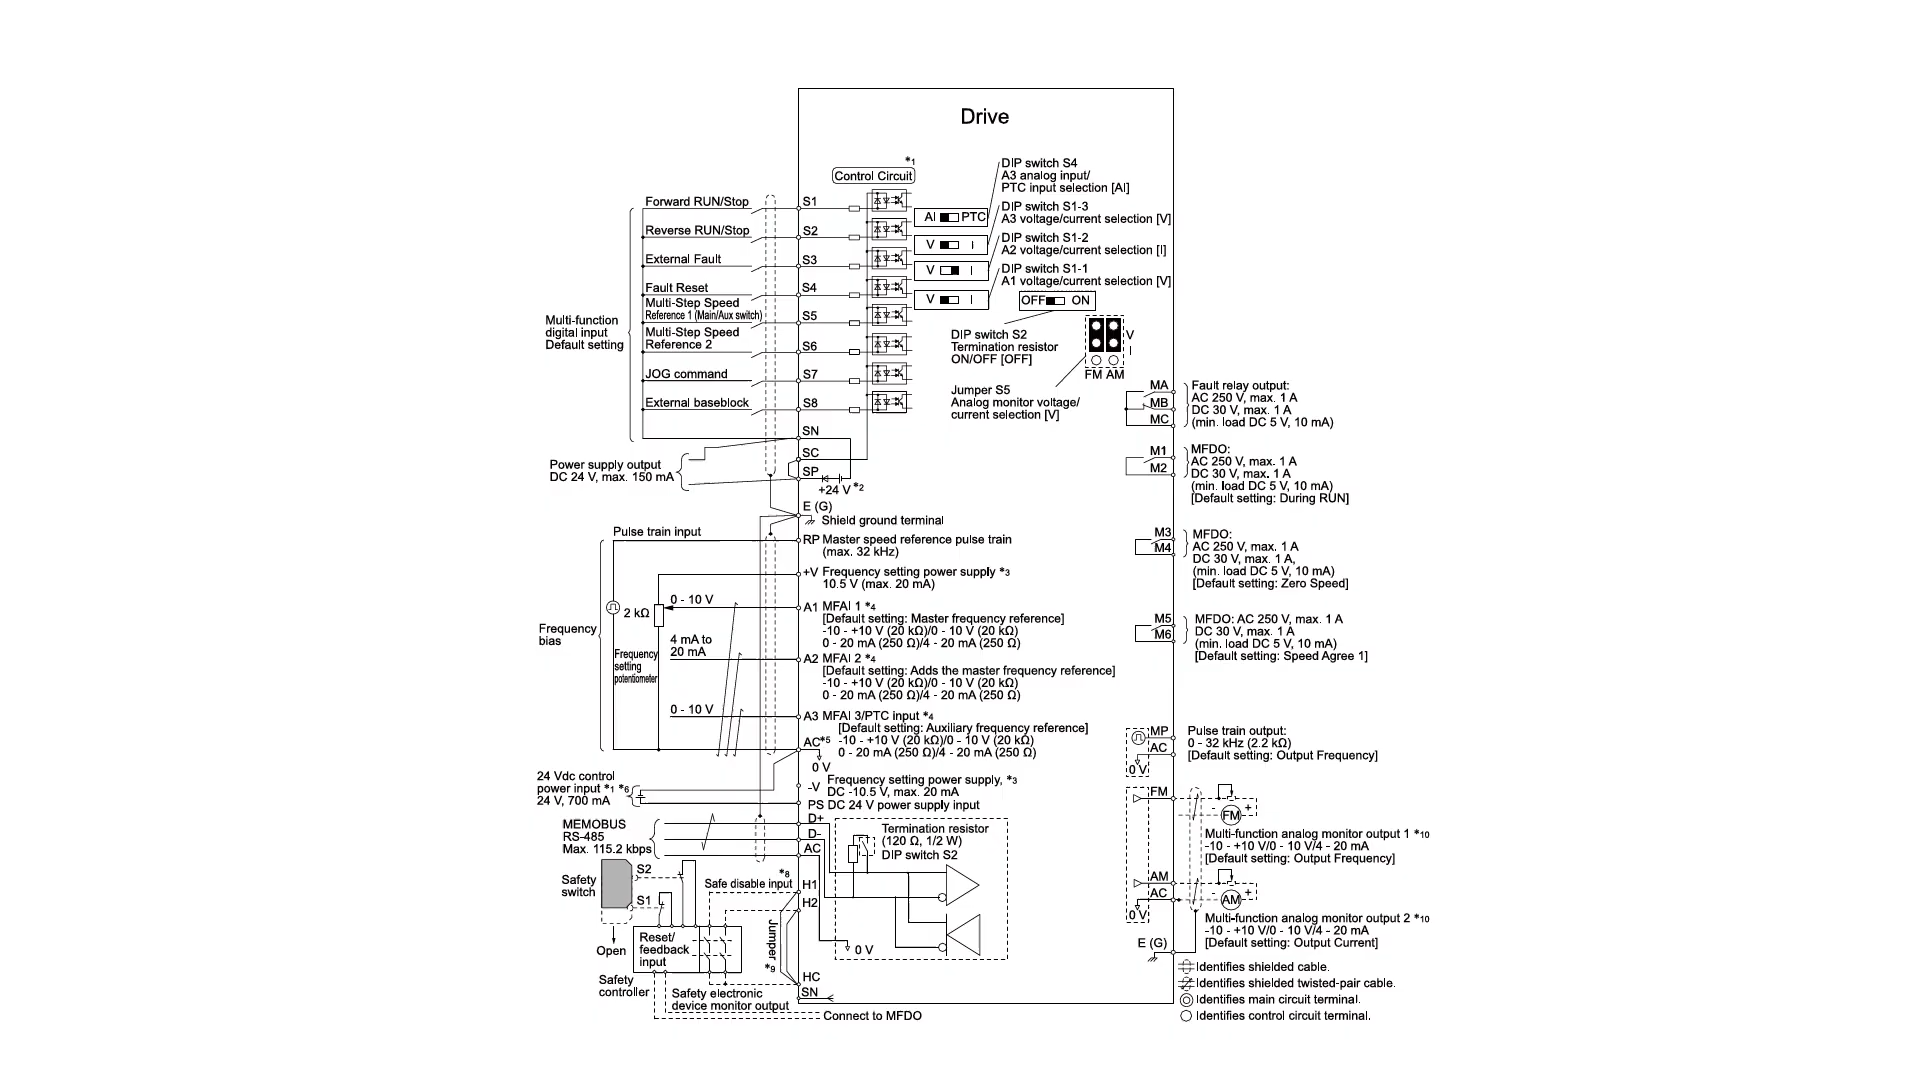 Drive
*1
Control Circuit
DIP switch S4
A3 analog input/
PTC input selection [AI]
DIP switch S1-3
A3 voltage/current selection [V]
DIP switch S1-2
A2 voltage/current selection [I]
DIP switch S1-1
A1 voltage/current selection [V]
AI PTC
V I
V I
V I
OFF ON
DIP switch S2
Termination resistor
ON/OFF [OFF]
V
I
FM AM
Jumper S5
Analog monitor voltage/
current selection [V]
Multi-function
digital input
Default setting
Forward RUN/Stop
S1
Reverse RUN/Stop
S2
External Fault
S3
Fault Reset
S4
Multi-Step Speed
Reference 1 (Main/Aux switch)
S5
Multi-Step Speed
Reference 2
S6
JOG command
S7
External baseblock
S8
SN
SC
SP
Power supply output
DC 24 V, max. 150 mA
+24 V *2
E (G)
Shield ground terminal
Pulse train input
RP Master speed reference pulse train
(max. 32 kHz)
+V Frequency setting power supply *3
10.5 V (max. 20 mA)
Frequency
bias
2 kΩ
Frequency
setting
potentiometer
0 - 10 V
A1 MFAI 1 *4
[Default setting: Master frequency reference]
-10 - +10 V (20 kΩ)/0 - 10 V (20 kΩ)
0 - 20 mA (250 Ω)/4 - 20 mA (250 Ω)
4 mA to
20 mA
A2 MFAI 2 *4
[Default setting: Adds the master frequency reference]
-10 - +10 V (20 kΩ)/0 - 10 V (20 kΩ)
0 - 20 mA (250 Ω)/4 - 20 mA (250 Ω)
0 - 10 V
A3 MFAI 3/PTC input *4
[Default setting: Auxiliary frequency reference]
-10 - +10 V (20 kΩ)/0 - 10 V (20 kΩ)
0 - 20 mA (250 Ω)/4 - 20 mA (250 Ω)
AC*5
0 V
24 Vdc control
power input *1 *6
24 V, 700 mA
-V Frequency setting power supply, *3
DC -10.5 V, max. 20 mA
PS DC 24 V power supply input
MEMOBUS
RS-485
Max. 115.2 kbps
D+
D-
AC
Termination resistor
(120 Ω, 1/2 W)
DIP switch S2
0 V
Safety
switch
S2
S1
Open
Safe disable input
*8
H1
H2
Jumper
*9
HC
SN
Reset/
feedback
input
Safety
controller
Safety electronic
device monitor output
Connect to MFDO
MA
MB
MC
Fault relay output:
AC 250 V, max. 1 A
DC 30 V, max. 1 A
(min. load DC 5 V, 10 mA)
M1
M2
MFDO:
AC 250 V, max. 1 A
DC 30 V, max. 1 A
(min. load DC 5 V, 10 mA)
[Default setting: During RUN]
M3
M4
MFDO:
AC 250 V, max. 1 A
DC 30 V, max. 1 A,
(min. load DC 5 V, 10 mA)
[Default setting: Zero Speed]
M5
M6
MFDO: AC 250 V, max. 1 A
DC 30 V, max. 1 A
(min. load DC 5 V, 10 mA)
[Default setting: Speed Agree 1]
MP
AC
0 V
Pulse train output:
0 - 32 kHz (2.2 kΩ)
[Default setting: Output Frequency]
FM
- FM +
Multi-function analog monitor output 1 *10
-10 - +10 V/0 - 10 V/4 - 20 mA
[Default setting: Output Frequency]
AM
AC
0 V
- AM +
Multi-function analog monitor output 2 *10
-10 - +10 V/0 - 10 V/4 - 20 mA
[Default setting: Output Current]
E (G)
Identifies shielded cable.
Identifies shielded twisted-pair cable.
Identifies main circuit terminal.
Identifies control circuit terminal.